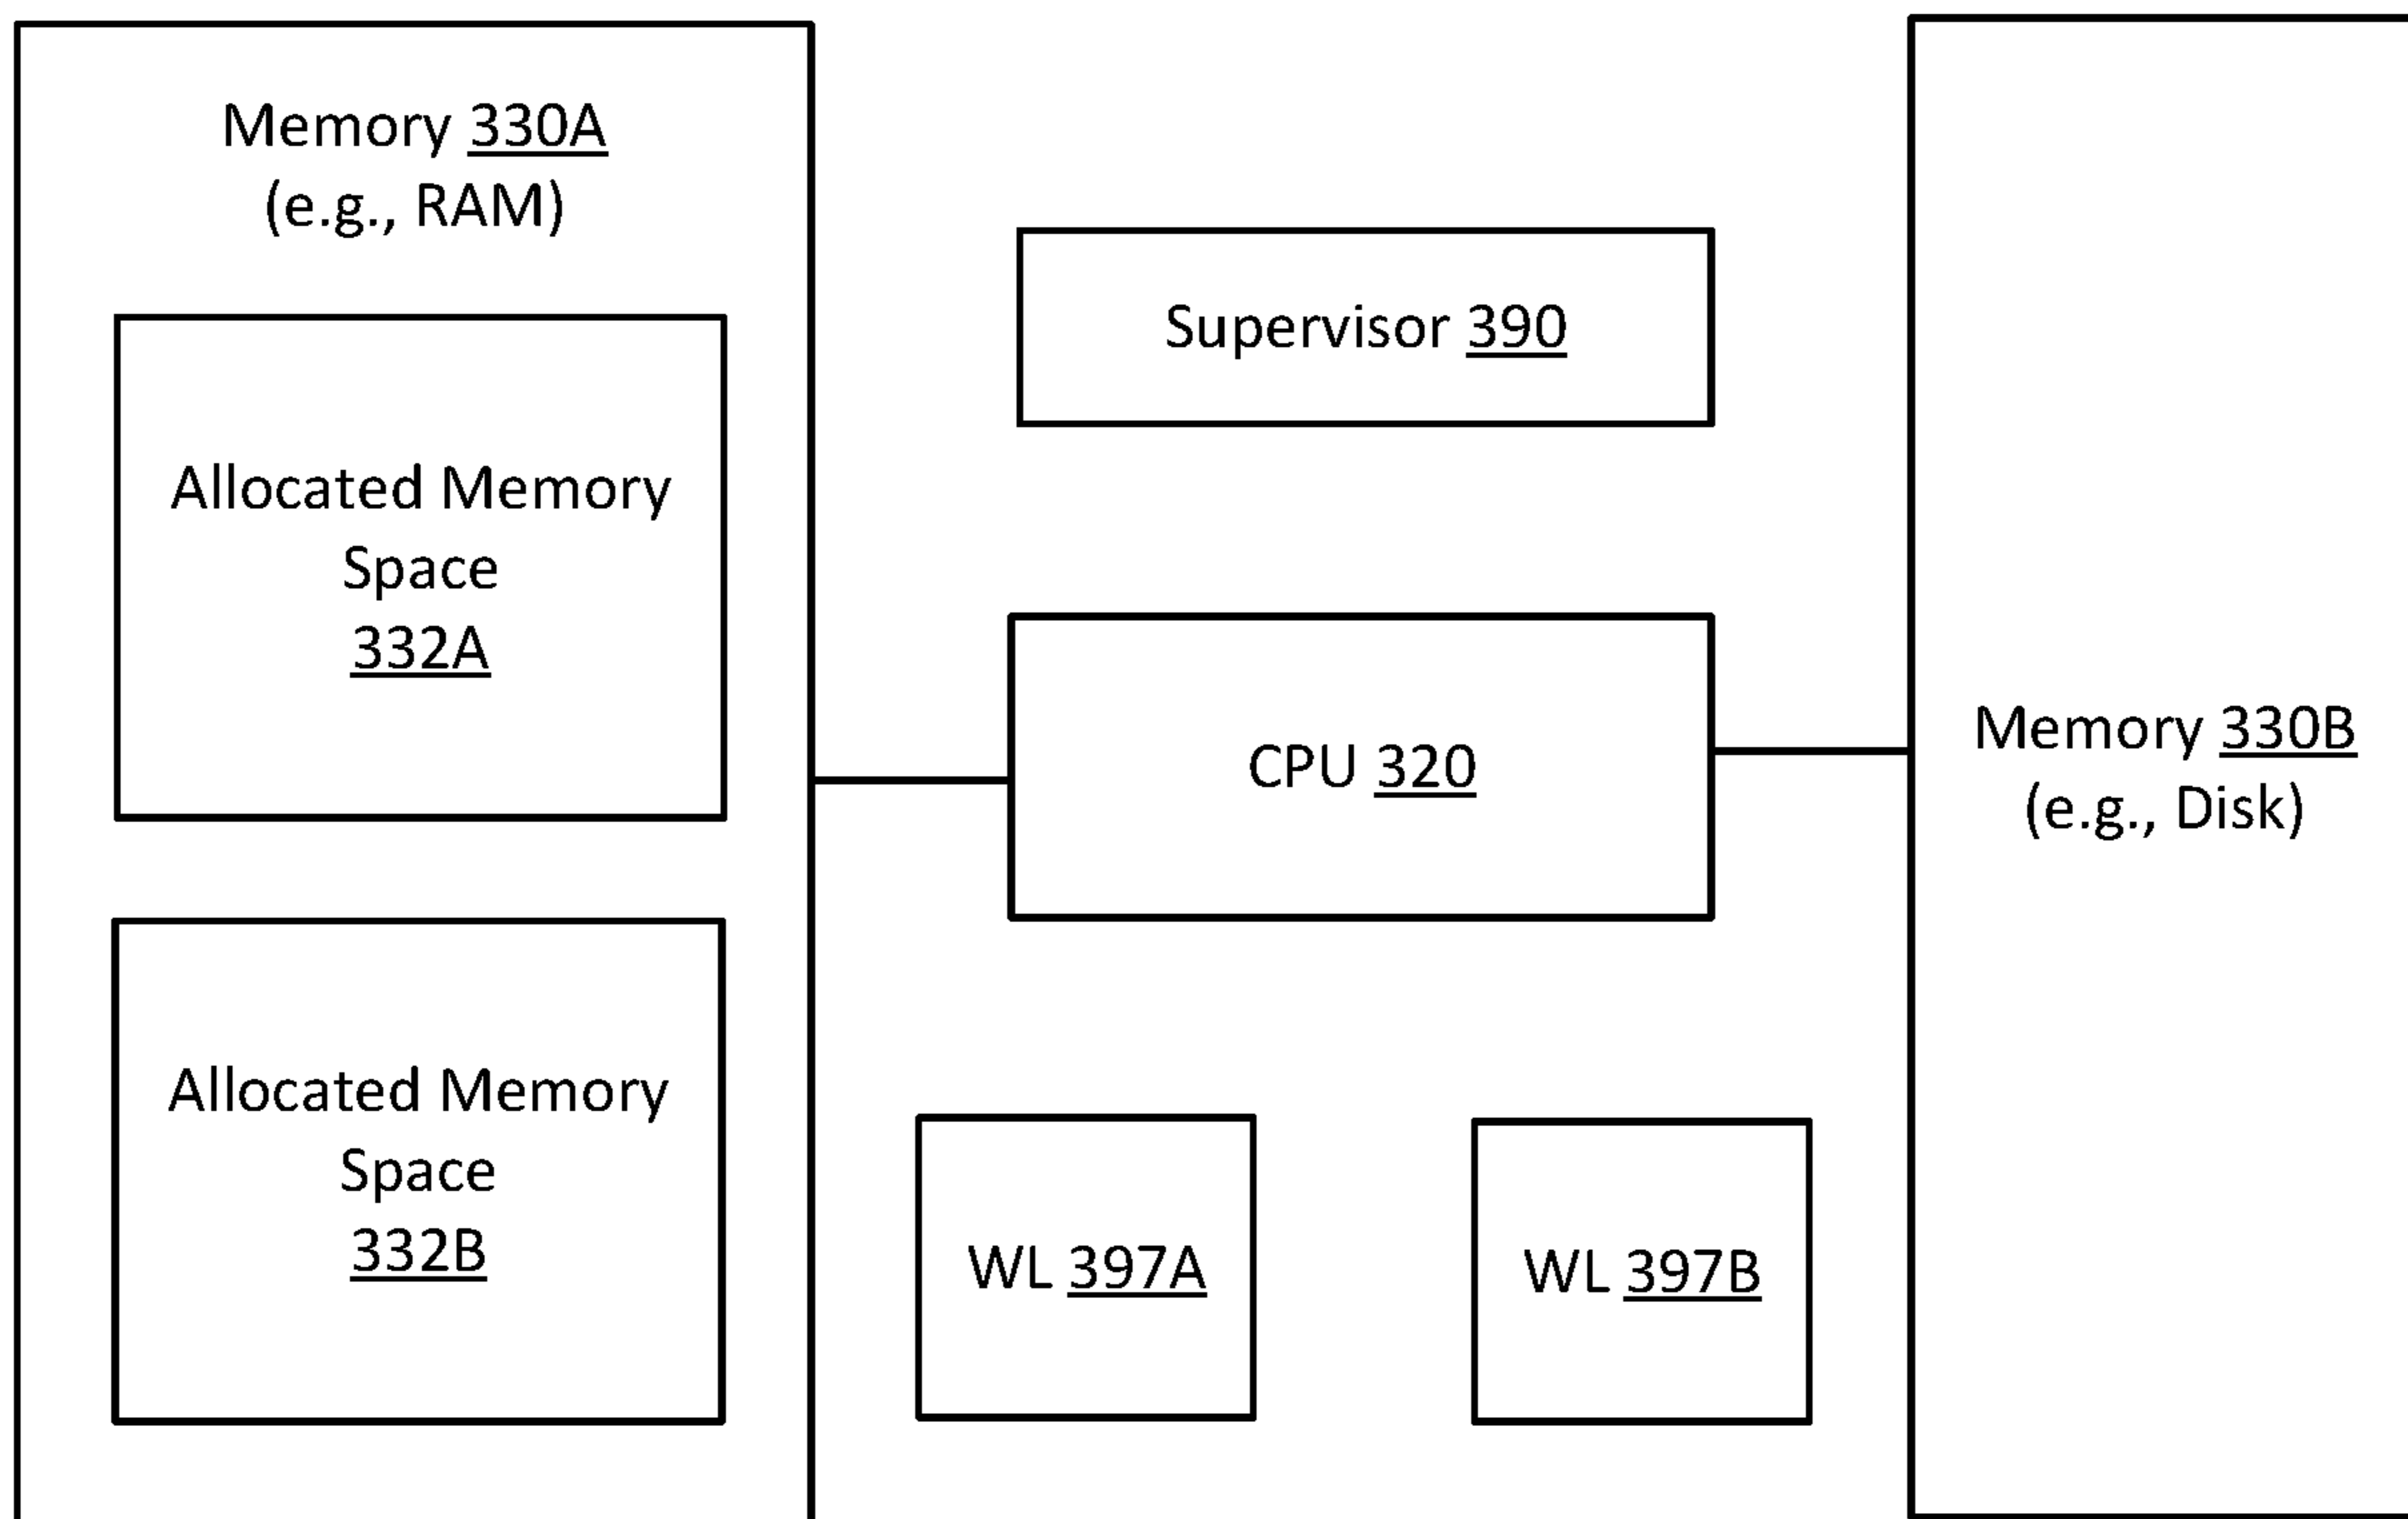 Memory 330A
(e.g., RAM)
Allocated Memory
Space
332A
Allocated Memory
Space
332B
Supervisor 390
CPU 320
WL 397A
WL 397B
Memory 330B
(e.g., Disk)